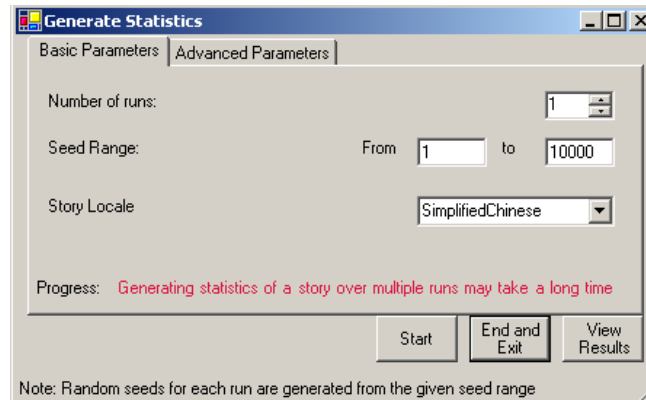 Generate Statistics
Basic Parameters Advanced Parameters
Number of runs: 1
Seed Range: From 1 to 10000
Story Locale SimplifiedChinese
Progress: Generating statistics of a story over multiple runs may take a long time
Start End and Exit View Results
Note: Random seeds for each run are generated from the given seed range